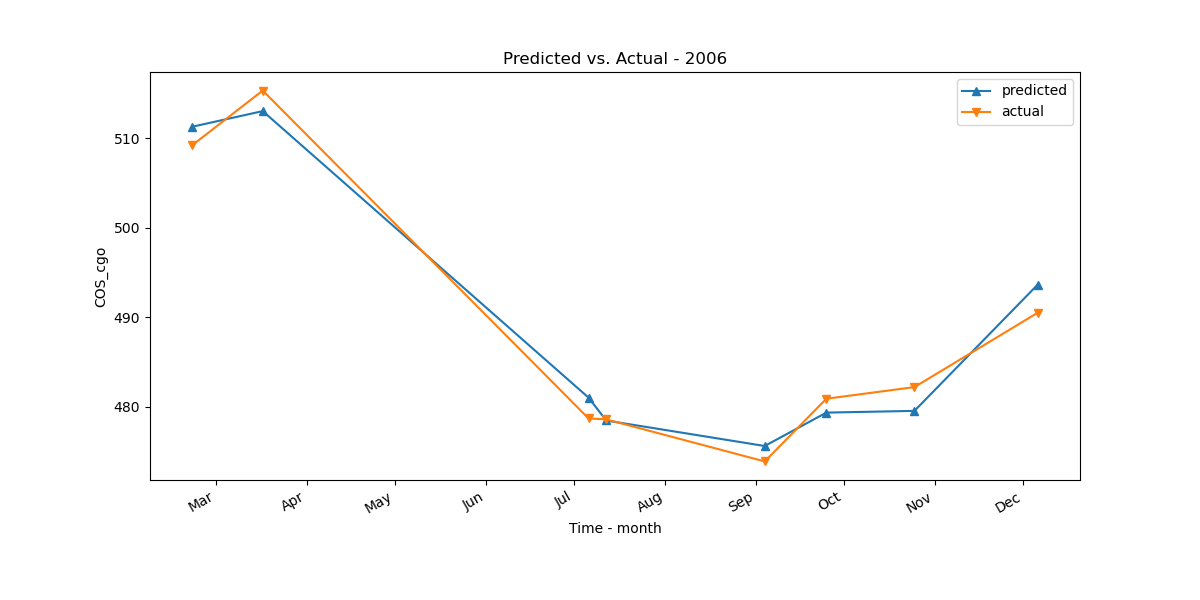 Predicted vs. Actual - 2006
predicted
actual
COS_cgo
510
500
490
480
Mar
Apr
May
Jun
Jul
Aug
Sep
Oct
Nov
Dec
Time - month